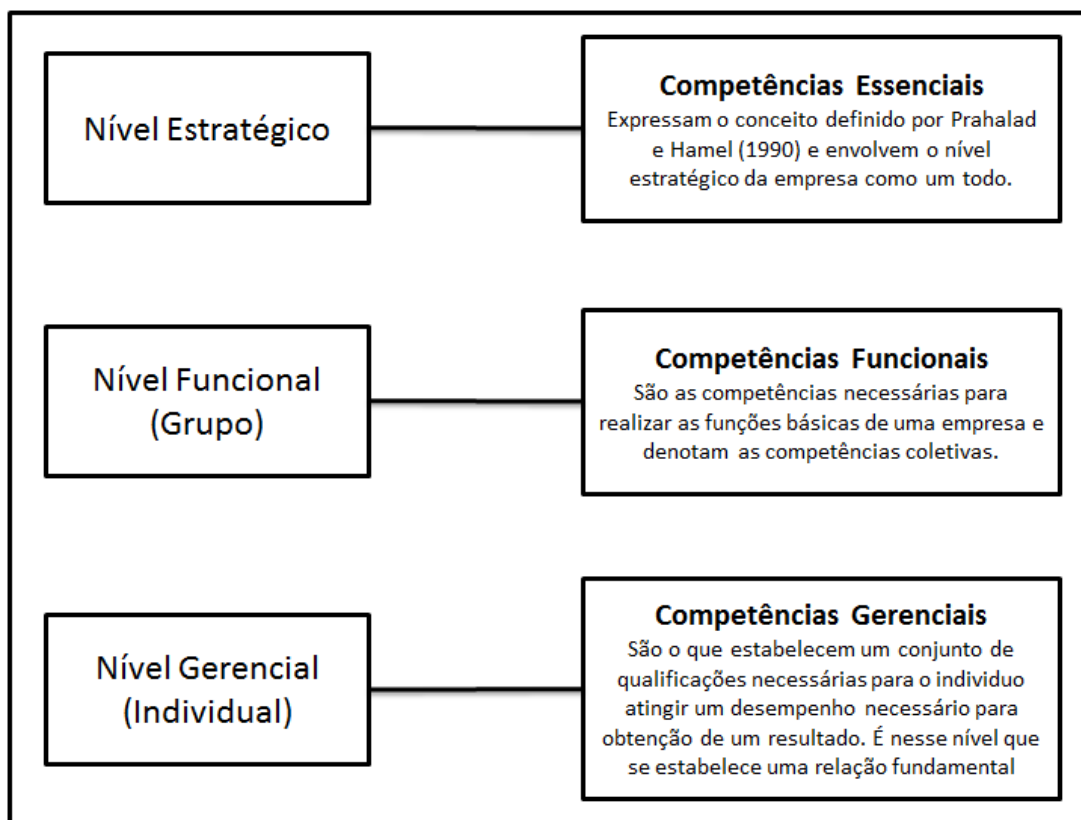 Nível Estratégico
Competências Essenciais
Expressam o conceito definido por Prahalad
e Hamel (1990) e envolvem o nível
estratégico da empresa como um todo.
Nível Funcional
(Grupo)
Competências Funcionais
São as competências necessárias para
realizar as funções básicas de uma empresa e
denotam as competências coletivas.
Nível Gerencial
(Individual)
Competências Gerenciais
São o que estabelecem um conjunto de
qualificações necessárias para o individuo
atingir um desempenho necessário para
obtenção de um resultado. É nesse nível que
se estabelece uma relação fundamental